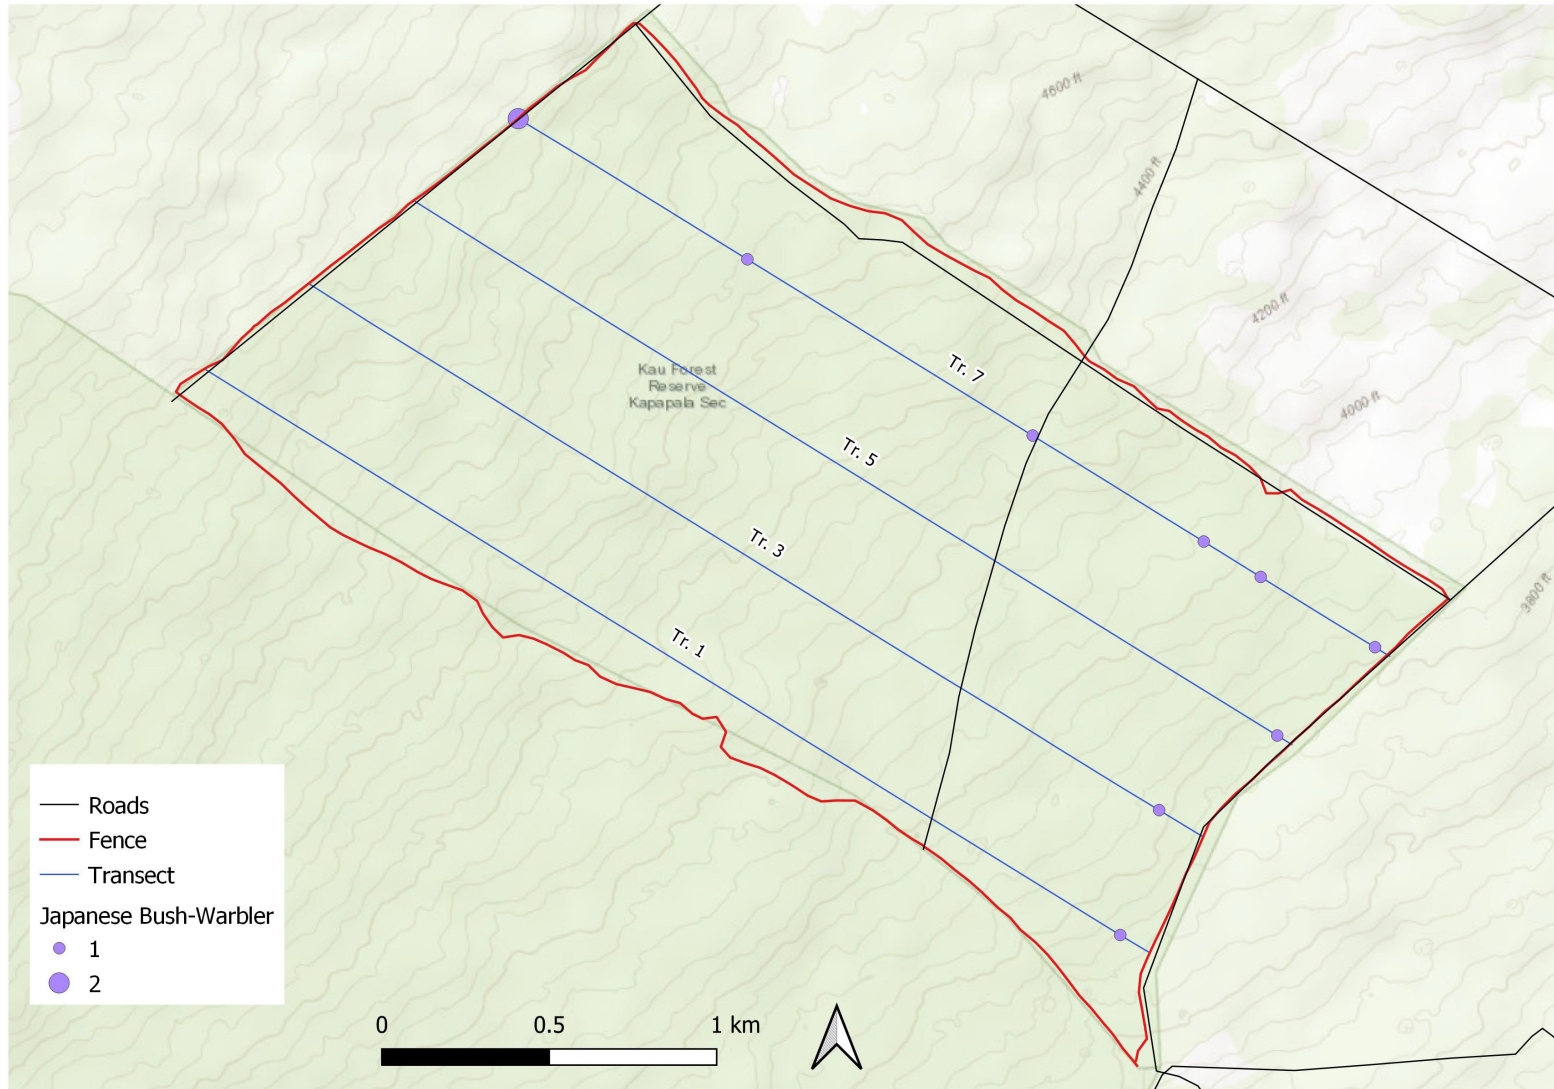 4600 ft
4400 ft
4200 ft
Tr. 7
Kau Forest
Reserve
Kapapala Sec
4000 ft
Tr. 5
Tr. 3
3800 ft
Tr. 1
Roads
Fence
Transect
Japanese Bush-Warbler
1
2
0 0.5 1 km